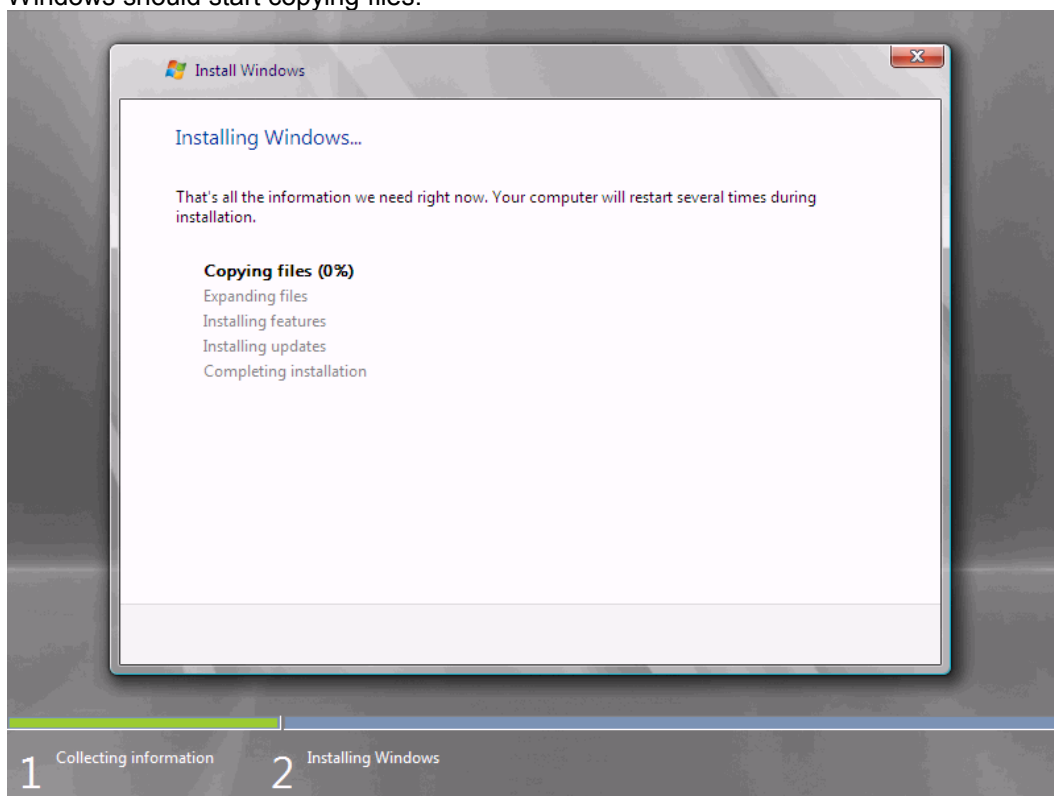 Windows should start copying files.
Install Windows
Installing Windows...
That's all the information we need right now. Your computer will restart several times during
installation.
Copying files (0%)
Expanding files
Installing features
Installing updates
Completing installation
1 Collecting information 2 Installing Windows